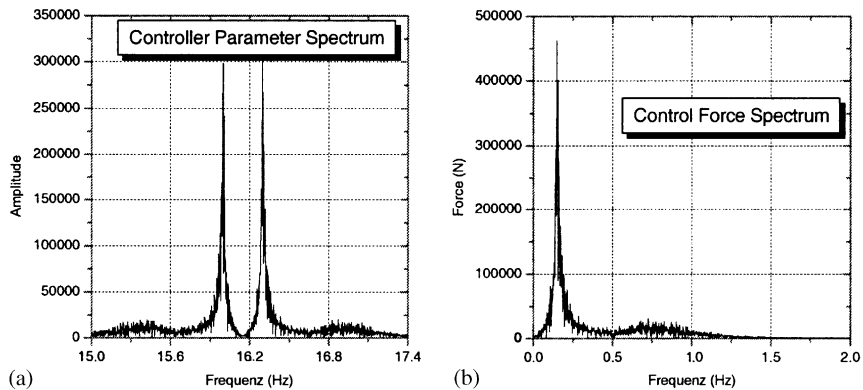 Controller Parameter Spectrum
Amplitude
350000
300000
250000
200000
150000
100000
50000
0
15.0 15.6 16.2 16.8 17.4
Frequenz (Hz)
(a)
Control Force Spectrum
Force (N)
500000
400000
300000
200000
100000
0
0.0 0.5 1.0 1.5 2.0
Frequenz (Hz)
(b)